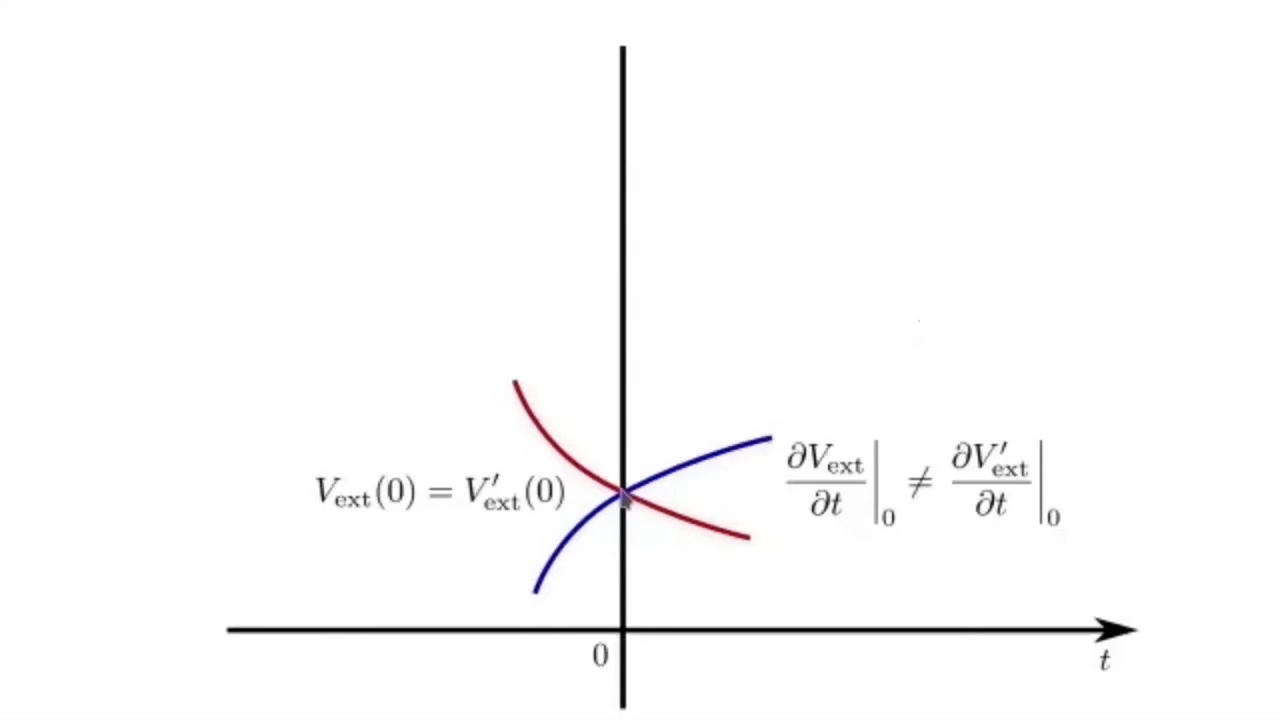 V_ext(0) = V′_ext(0)
∂V_ext/∂t|_0 ≠ ∂V′_ext/∂t|_0
0
t